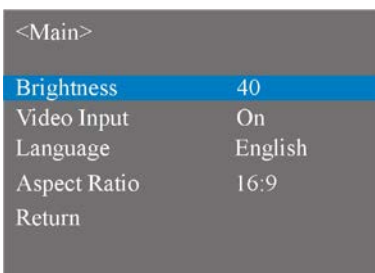 <Main>
Brightness 40
Video Input On
Language English
Aspect Ratio 16:9
Return